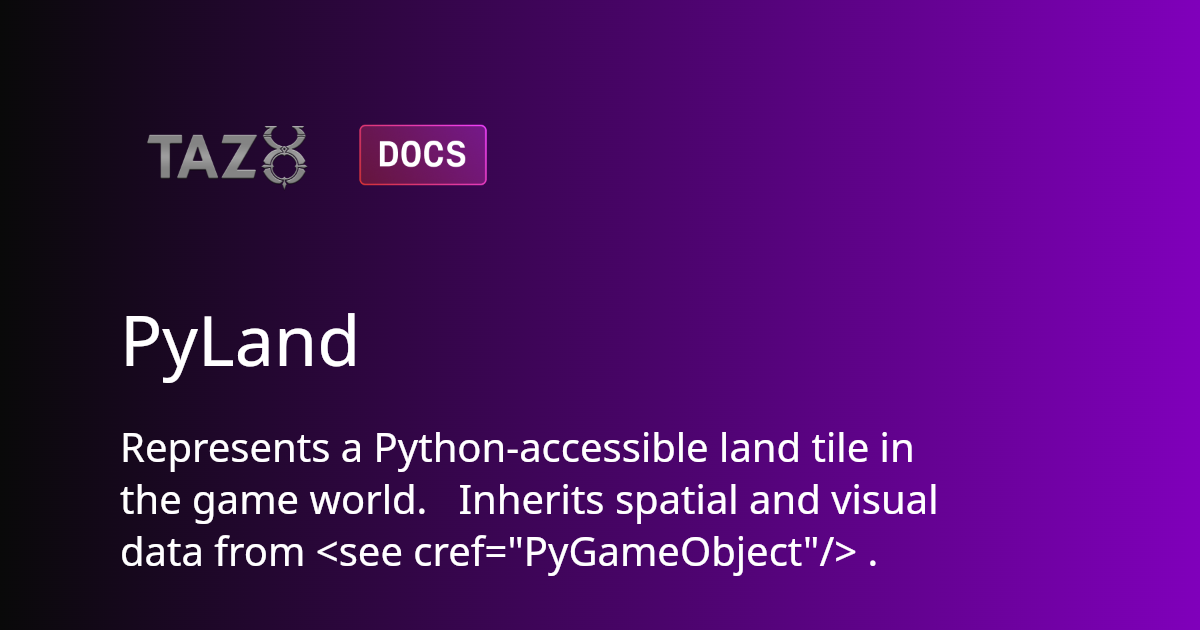 TAZ
DOCS
PyLand
Represents a Python-accessible land tile in
the game world.   Inherits spatial and visual
data from <see cref="PyGameObject"/> .